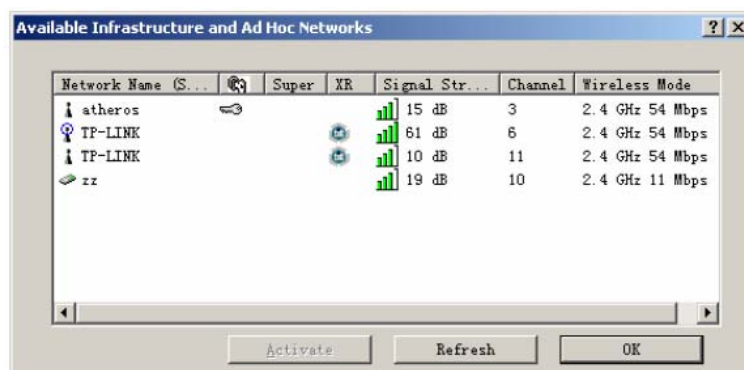 Available Infrastructure and Ad Hoc Networks
Network Name (S... Super XR Signal Str... Channel Wireless Mode
atheros 15 dB 3 2.4 GHz 54 Mbps
TP-LINK 61 dB 6 2.4 GHz 54 Mbps
TP-LINK 10 dB 11 2.4 GHz 54 Mbps
zz 19 dB 10 2.4 GHz 11 Mbps
Activate Refresh OK